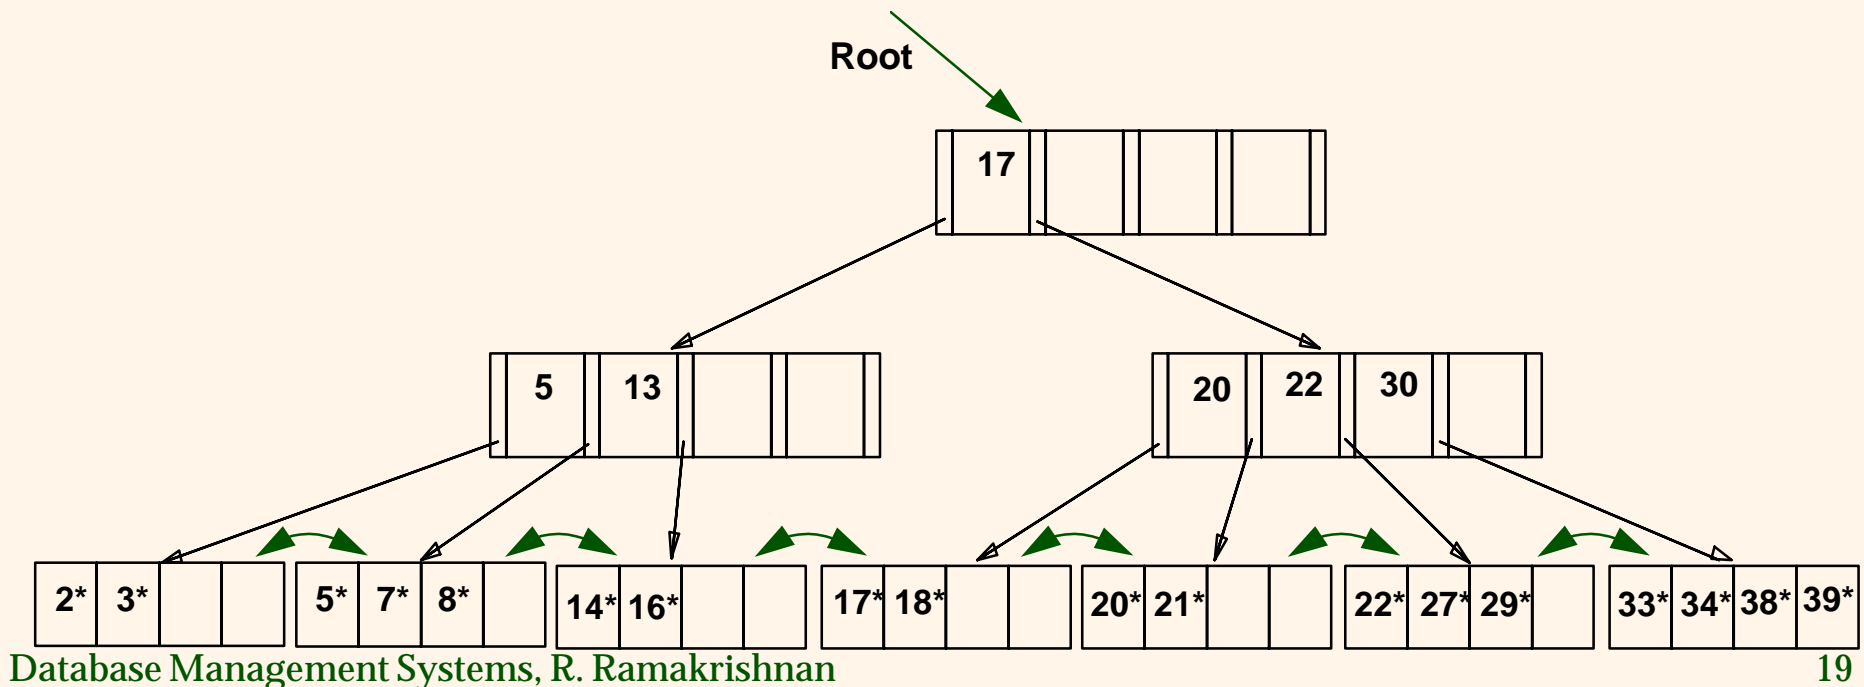 Root
17
5 13
20 22 30
2* 3* 5* 7* 8* 14* 16* 17* 18* 20* 21* 22* 27* 29* 33* 34* 38* 39*
Database Management Systems, R. Ramakrishnan 19